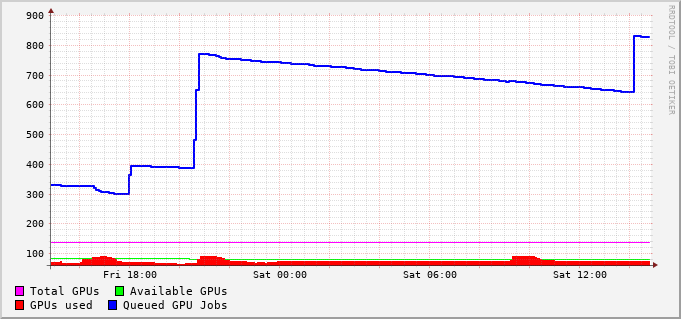 900
800
700
600
500
400
300
200
100
Fri 18:00 Sat 00:00 Sat 06:00 Sat 12:00
Total GPUs Available GPUs
GPUs used Queued GPU Jobs
RRDTOOL / TOBI OETIKER